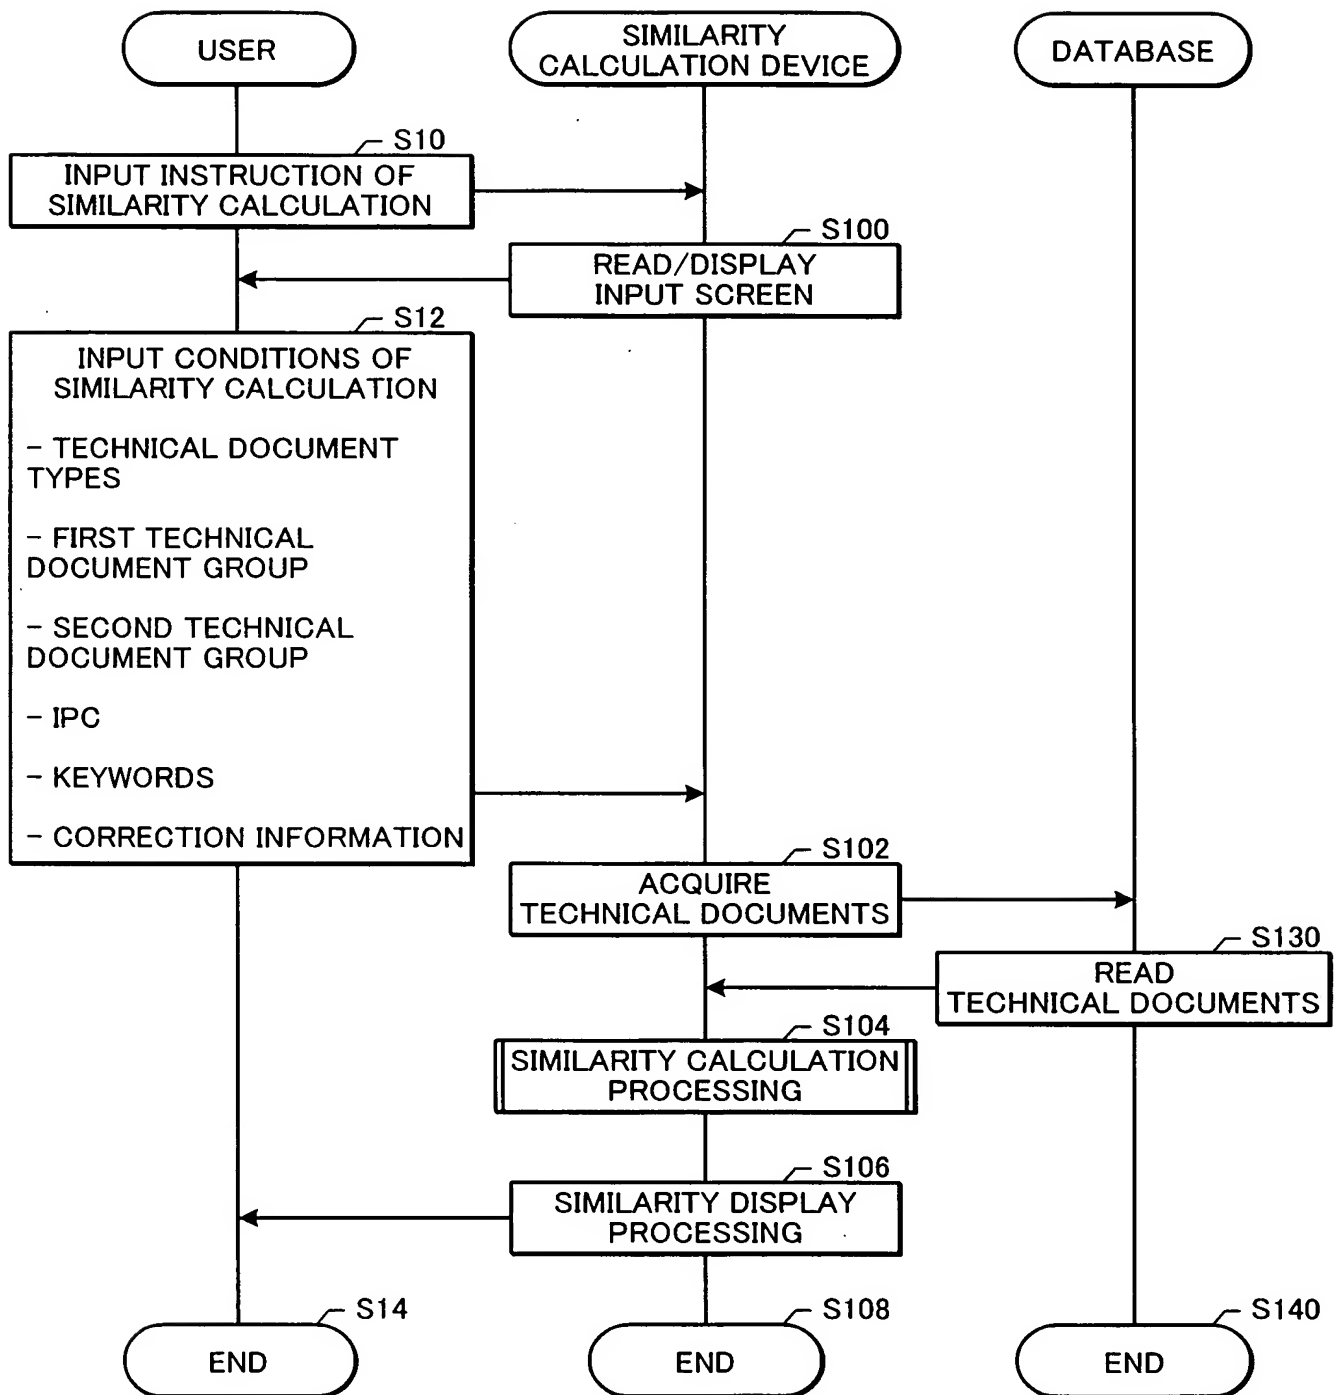 USER
SIMILARITY
CALCULATION DEVICE
DATABASE
S10
INPUT INSTRUCTION OF
SIMILARITY CALCULATION
S100
READ/DISPLAY
INPUT SCREEN
S12
INPUT CONDITIONS OF
SIMILARITY CALCULATION
– TECHNICAL DOCUMENT
TYPES
– FIRST TECHNICAL
DOCUMENT GROUP
– SECOND TECHNICAL
DOCUMENT GROUP
– IPC
– KEYWORDS
– CORRECTION INFORMATION
S102
ACQUIRE
TECHNICAL DOCUMENTS
S130
READ
TECHNICAL DOCUMENTS
S104
SIMILARITY CALCULATION
PROCESSING
S106
SIMILARITY DISPLAY
PROCESSING
S14
END
S108
END
S140
END